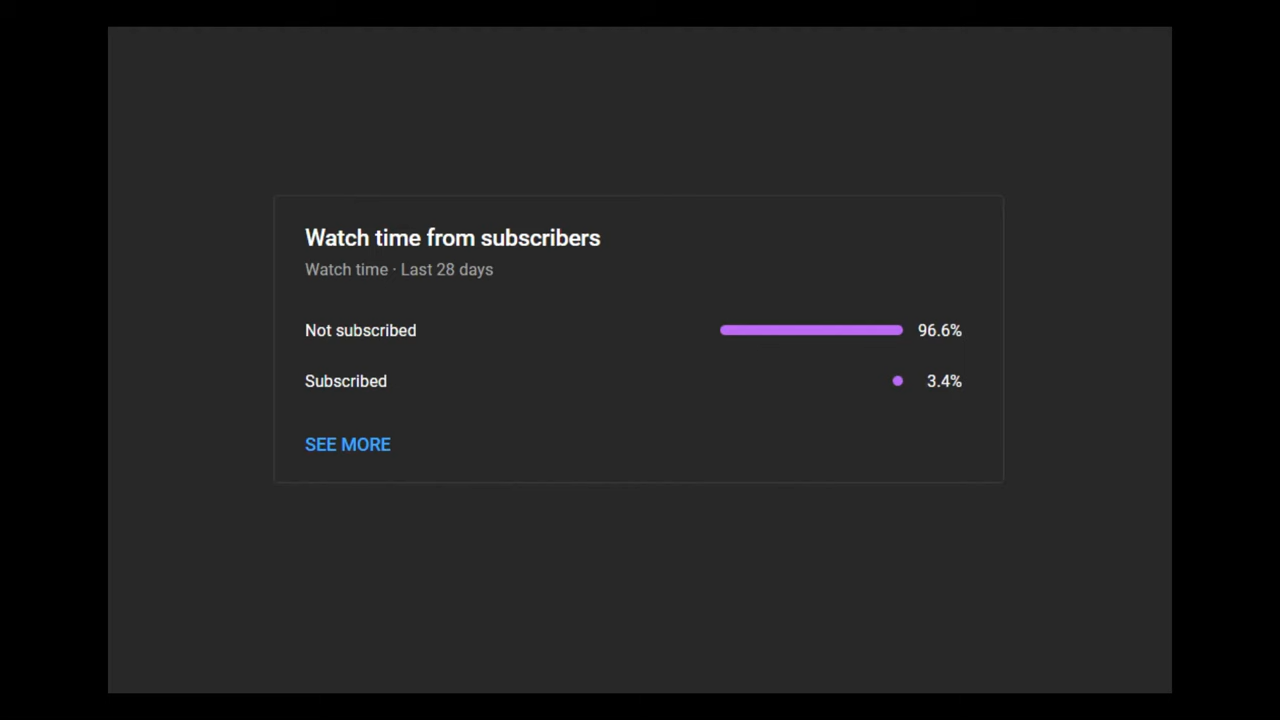 Watch time from subscribers
Watch time · Last 28 days
Not subscribed 96.6%
Subscribed 3.4%
SEE MORE